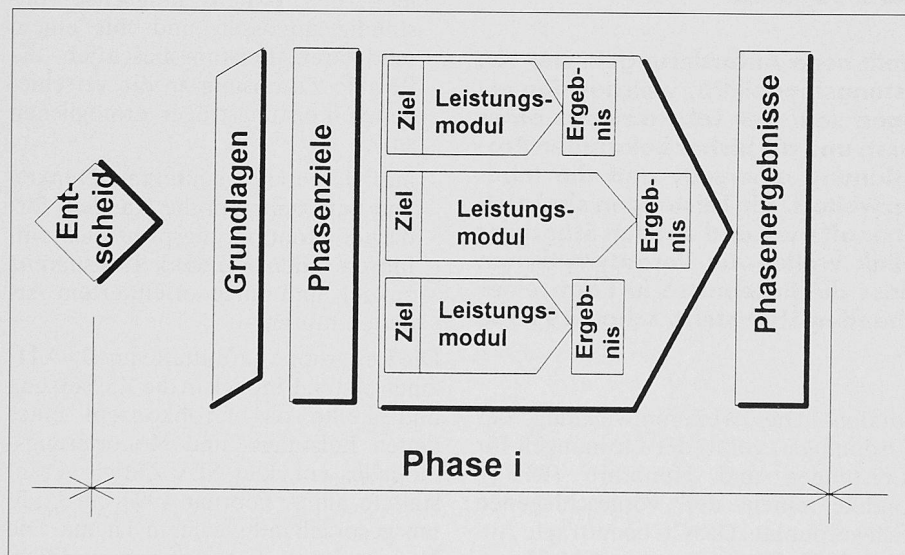 Ent-
scheid
Grundlagen
Phasenziele
Ziel
Leistungs-
modul
Ergeb-
nis
Ziel
Leistungs-
modul
Ergeb-
nis
Ziel
Leistungs-
modul
Ergeb-
nis
Phasenergebnisse
Phase i